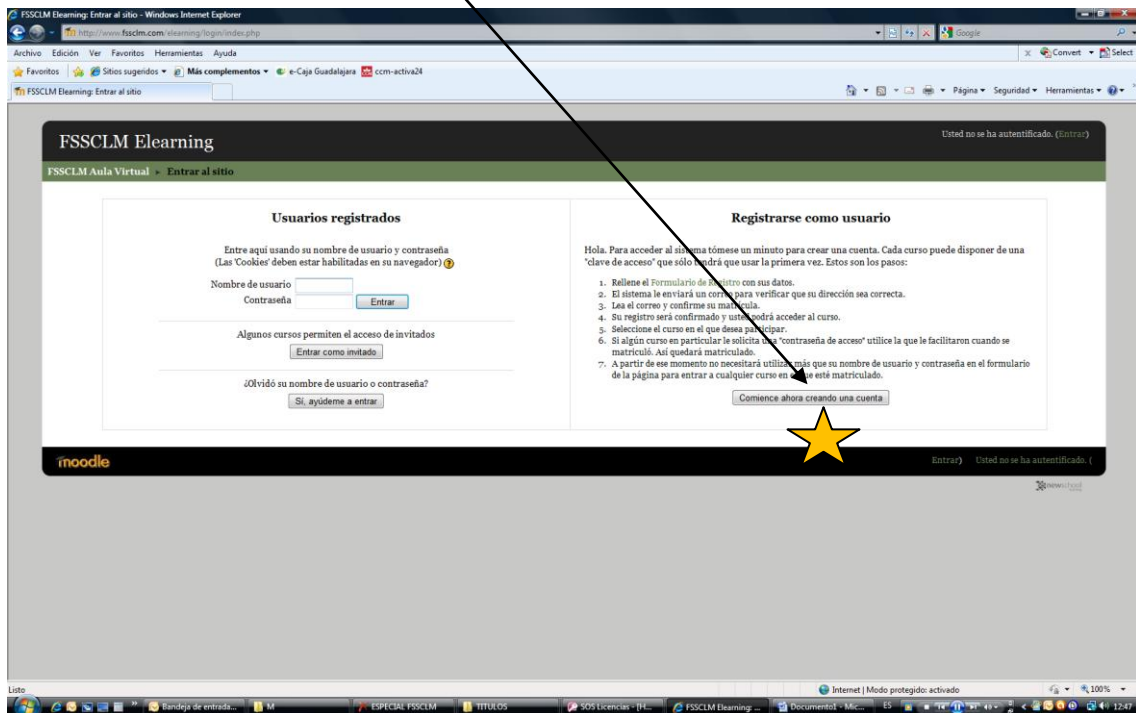 FSSCLM Elearning: Entrar al sitio - Windows Internet Explorer
http://www.fssclm.com/elearning/login/index.php
Google
Archivo Edición Ver Favoritos Herramientas Ayuda
Convert Select
Favoritos Sitios sugeridos Más complementos e-Caja Guadalajara ccm-activa24
FSSCLM Elearning: Entrar al sitio
Página Seguridad Herramientas
FSSCLM Elearning
Usted no se ha autentificado. (Entrar)
FSSCLM Aula Virtual ► Entrar al sitio
Usuarios registrados
Entre aquí usando su nombre de usuario y contraseña
(Las 'Cookies' deben estar habilitadas en su navegador)
Nombre de usuario
Contraseña Entrar
Algunos cursos permiten el acceso de invitados
Entrar como invitado
¿Olvidó su nombre de usuario o contraseña?
Sí, ayúdeme a entrar
Registrarse como usuario
Hola. Para acceder al sistema tómese un minuto para crear una cuenta. Cada curso puede disponer de una
"clave de acceso" que sólo tendrá que usar la primera vez. Estos son los pasos:
1. Rellene el Formulario de Registro con sus datos.
2. El sistema le enviará un correo para verificar que su dirección sea correcta.
3. Lea el correo y confirme su matrícula.
4. Su registro será confirmado y usted podrá acceder al curso.
5. Seleccione el curso en el que desea participar.
6. Si algún curso en particular le solicita una "contraseña de acceso" utilice la que le facilitaron cuando se
matriculó. Así quedará matriculado.
7. A partir de ese momento no necesitará utilizar más que su nombre de usuario y contraseña en el formulario
de la página para entrar a cualquier curso en el que esté matriculado.
Comience ahora creando una cuenta
moodle
Entrar) Usted no se ha autentificado. (
newschool
Listo
Internet | Modo protegido: activado
100%
Bandeja de entrada... M ESPECIAL FSSCLM TITULOS SOS Licencias - [H... FSSCLM Elearning: ... Documento1 - Mic... ES 12:47